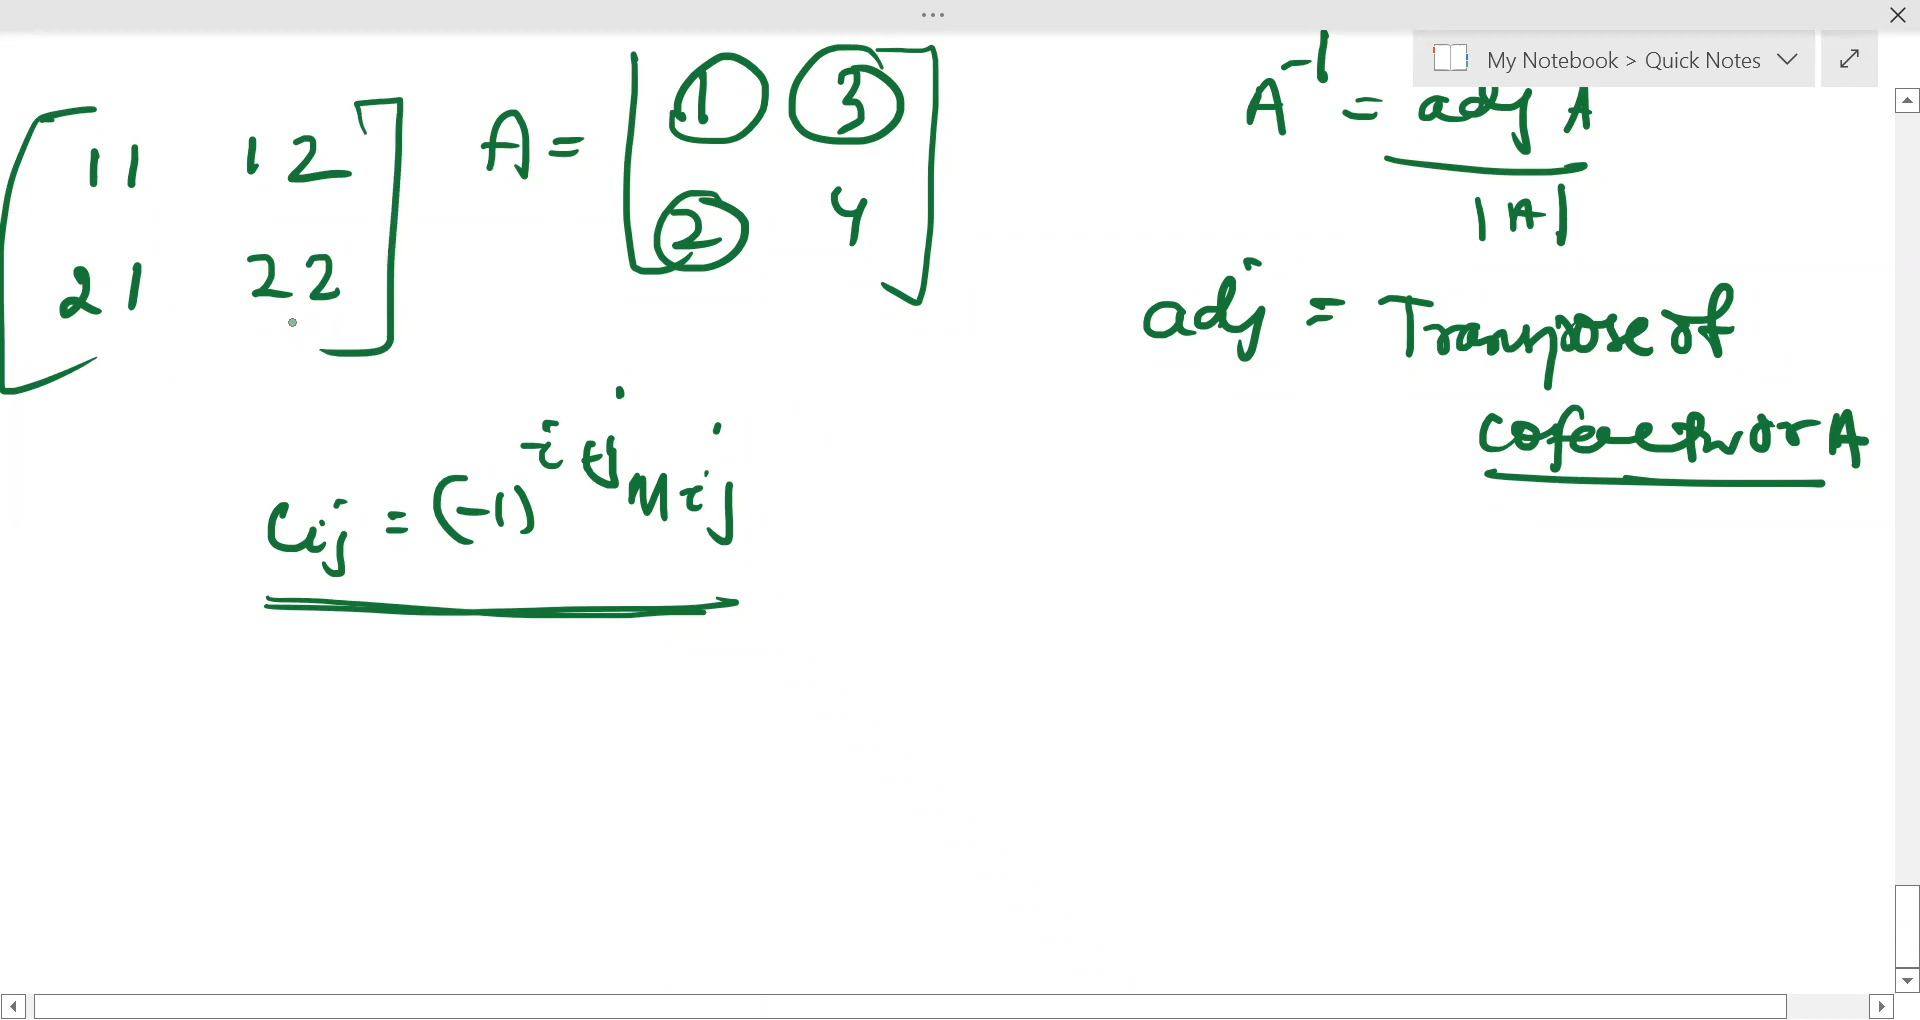 My Notebook > Quick Notes
11 12
21 22
A =
1 3
2 4
A⁻¹ = adj A
|A|
adj = Transpose of
cofactor A
Cij = (-1)^i+j Mij